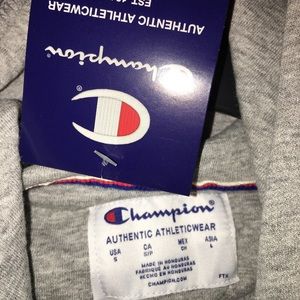 AUTHENTIC ATHLETICWEAR
Champion
Champion
AUTHENTIC ATHLETICWEAR
USA CA MEX ASIA
S S/P CH L
MADE IN HONDURAS
FABRIQUÉ AU HONDURAS
HECHO EN HONDURAS
CHAMPION.COM
FTH